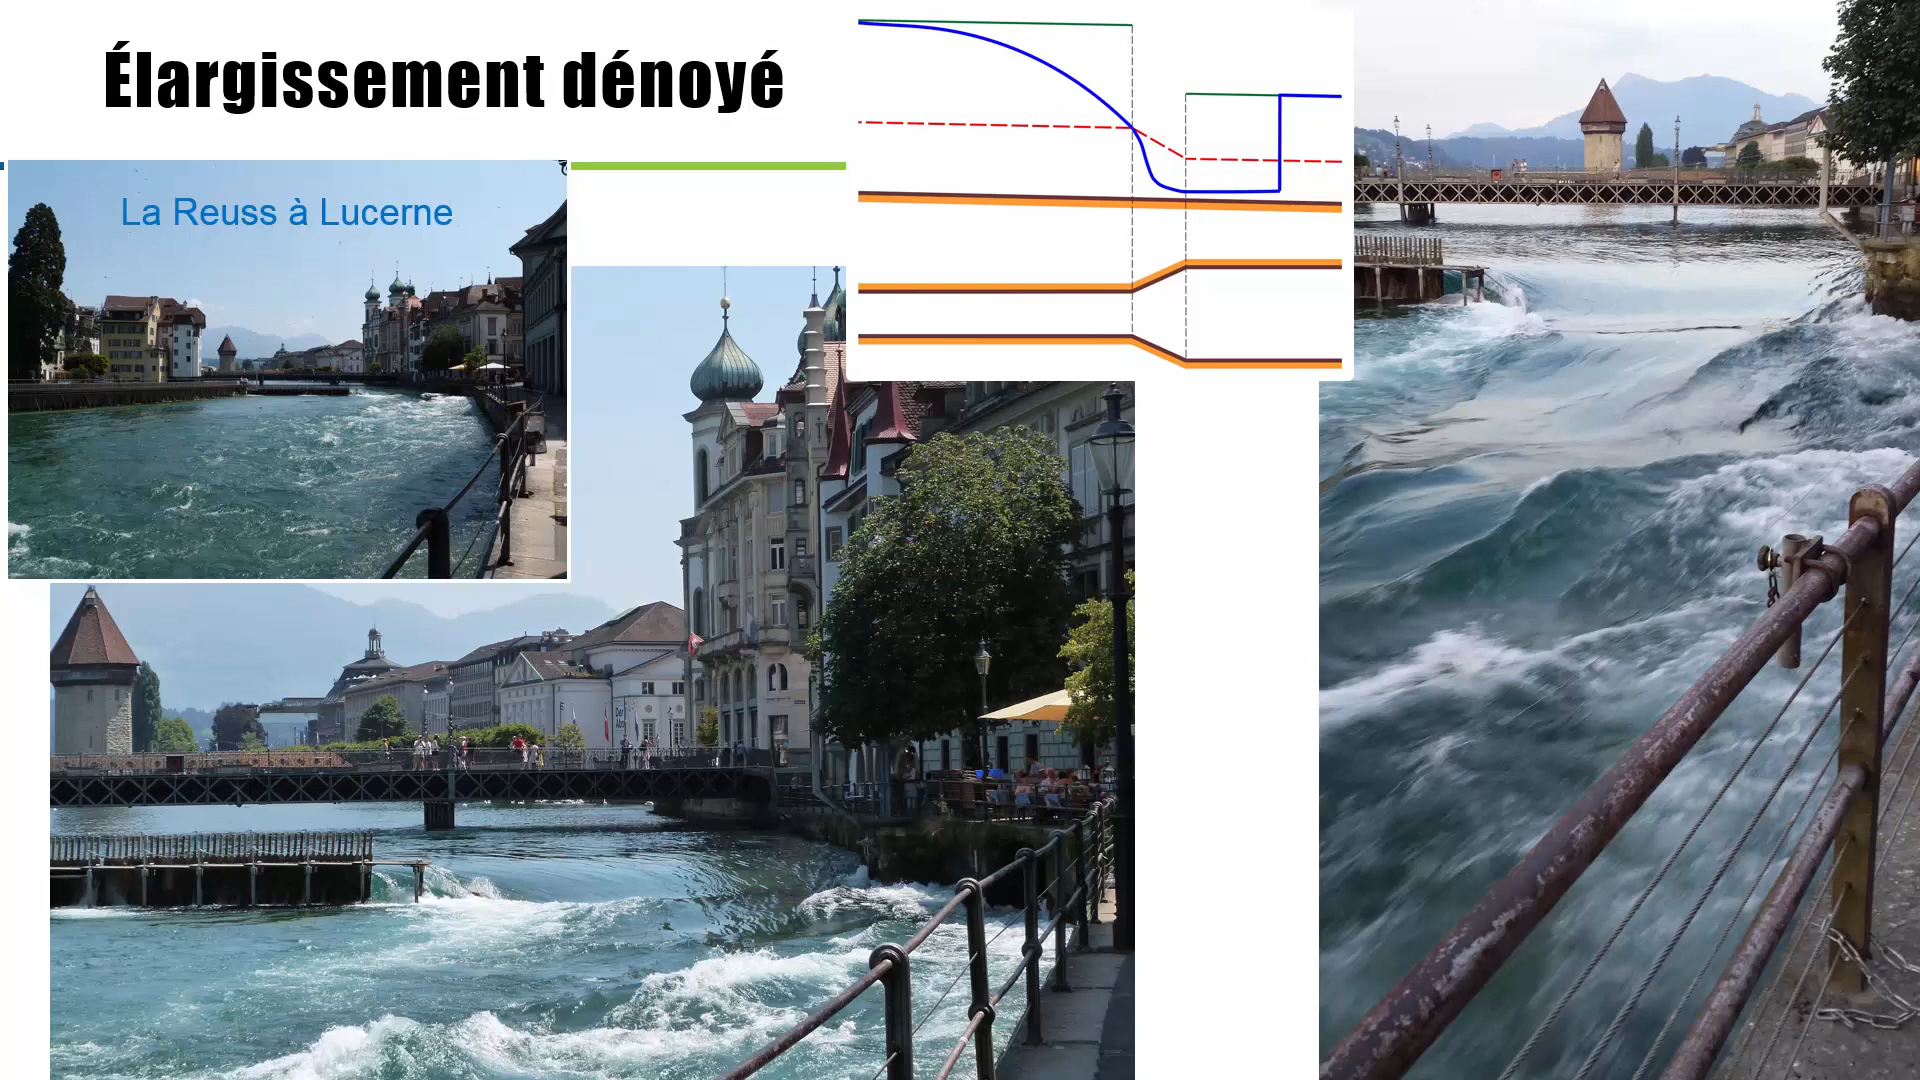 Élargissement dénoyé
La Reuss à Lucerne